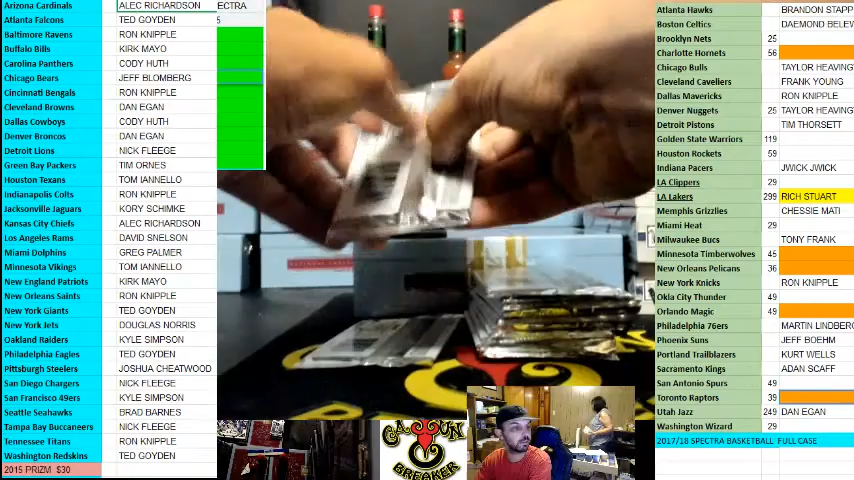 Arizona Cardinals ALEC RICHARDSON ECTRA
Atlanta Falcons TED GOYDEN 5
Baltimore Ravens RON KNIPPLE
Buffalo Bills KIRK MAYO
Carolina Panthers CODY HUTH
Chicago Bears JEFF BLOMBERG
Cincinnati Bengals RON KNIPPLE
Cleveland Browns DAN EGAN
Dallas Cowboys CODY HUTH
Denver Broncos DAN EGAN
Detroit Lions NICK FLEEGE
Green Bay Packers TIM ORNES
Houston Texans TOM IANNELLO
Indianapolis Colts RON KNIPPLE
Jacksonville Jaguars KORY SCHIMKE
Kansas City Chiefs ALEC RICHARDSON
Los Angeles Rams DAVID SNELSON
Miami Dolphins GREG PALMER
Minnesota Vikings TOM IANNELLO
New England Patriots KIRK MAYO
New Orleans Saints RON KNIPPLE
New York Giants TED GOYDEN
New York Jets DOUGLAS NORRIS
Oakland Raiders KYLE SIMPSON
Philadelphia Eagles TED GOYDEN
Pittsburgh Steelers JOSHUA CHEATWOOD
San Diego Chargers NICK FLEEGE
San Francisco 49ers KYLE SIMPSON
Seattle Seahawks BRAD BARNES
Tampa Bay Buccaneers NICK FLEEGE
Tennessee Titans RON KNIPPLE
Washington Redskins TED GOYDEN
2015 PRIZM $30
CAJUN
BREAKER
Atlanta Hawks BRANDON STAPP
Boston Celtics DAEMOND BELEW
Brooklyn Nets 25
Charlotte Hornets 56
Chicago Bulls TAYLOR HEAVING
Cleveland Caveliers FRANK YOUNG
Dallas Mavericks RON KNIPPLE
Denver Nuggets 25 TAYLOR HEAVING
Detroit Pistons TIM THORSETT
Golden State Warriors 119
Houston Rockets 59
Indiana Pacers JWICK JWICK
LA Clippers 29
LA Lakers 299 RICH STUART
Memphis Grizzlies CHESSIE MATI
Miami Heat 29
Milwaukee Bucs TONY FRANK
Minnesota Timberwolves 45
New Orleans Pelicans 36
New York Knicks RON KNIPPLE
Okla City Thunder 49
Orlando Magic 49
Philadelphia 76ers MARTIN LINDBERG
Phoenix Suns JEFF BOEHM
Portland Trailblazers KURT WELLS
Sacramento Kings ADAN SCAFF
San Antonio Spurs 49
Toronto Raptors 39
Utah Jazz 249 DAN EGAN
Washington Wizard 29
2017/18 SPECTRA BASKETBALL FULL CASE